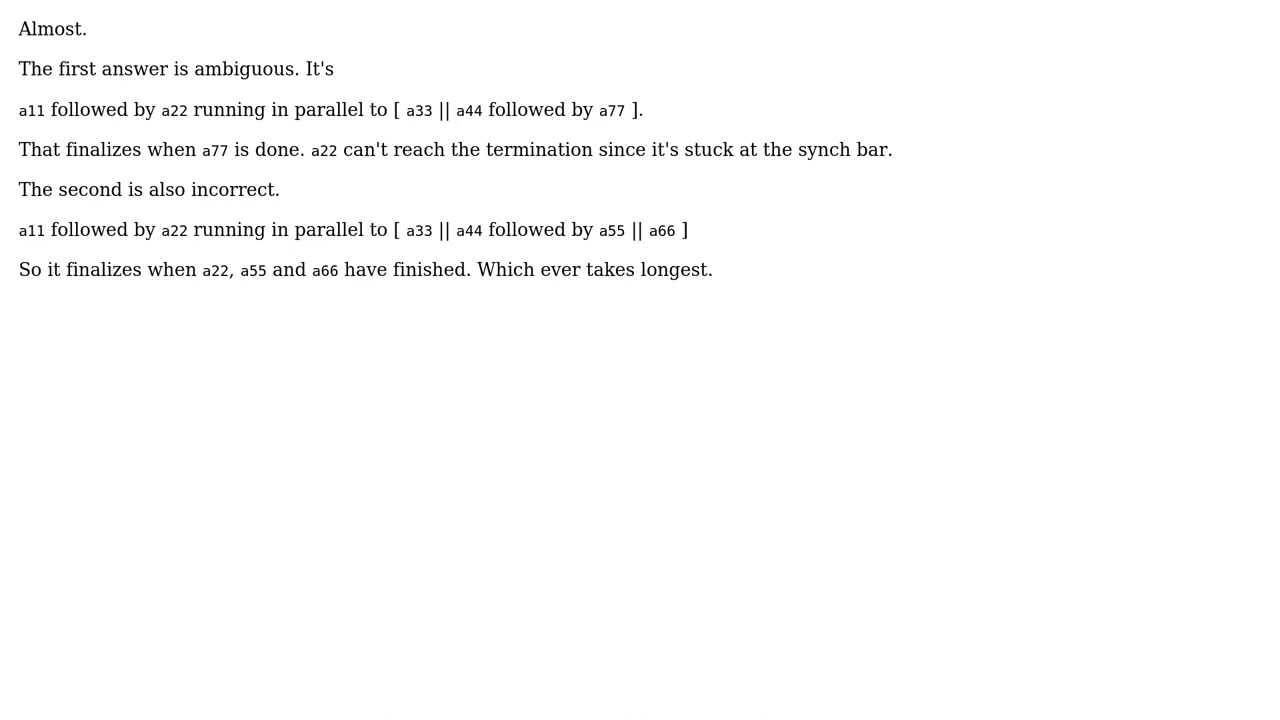 Almost.
The first answer is ambiguous. It's
a11 followed by a22 running in parallel to [ a33 || a44 followed by a77 ].
That finalizes when a77 is done. a22 can't reach the termination since it's stuck at the synch bar.
The second is also incorrect.
a11 followed by a22 running in parallel to [ a33 || a44 followed by a55 || a66 ]
So it finalizes when a22, a55 and a66 have finished. Which ever takes longest.